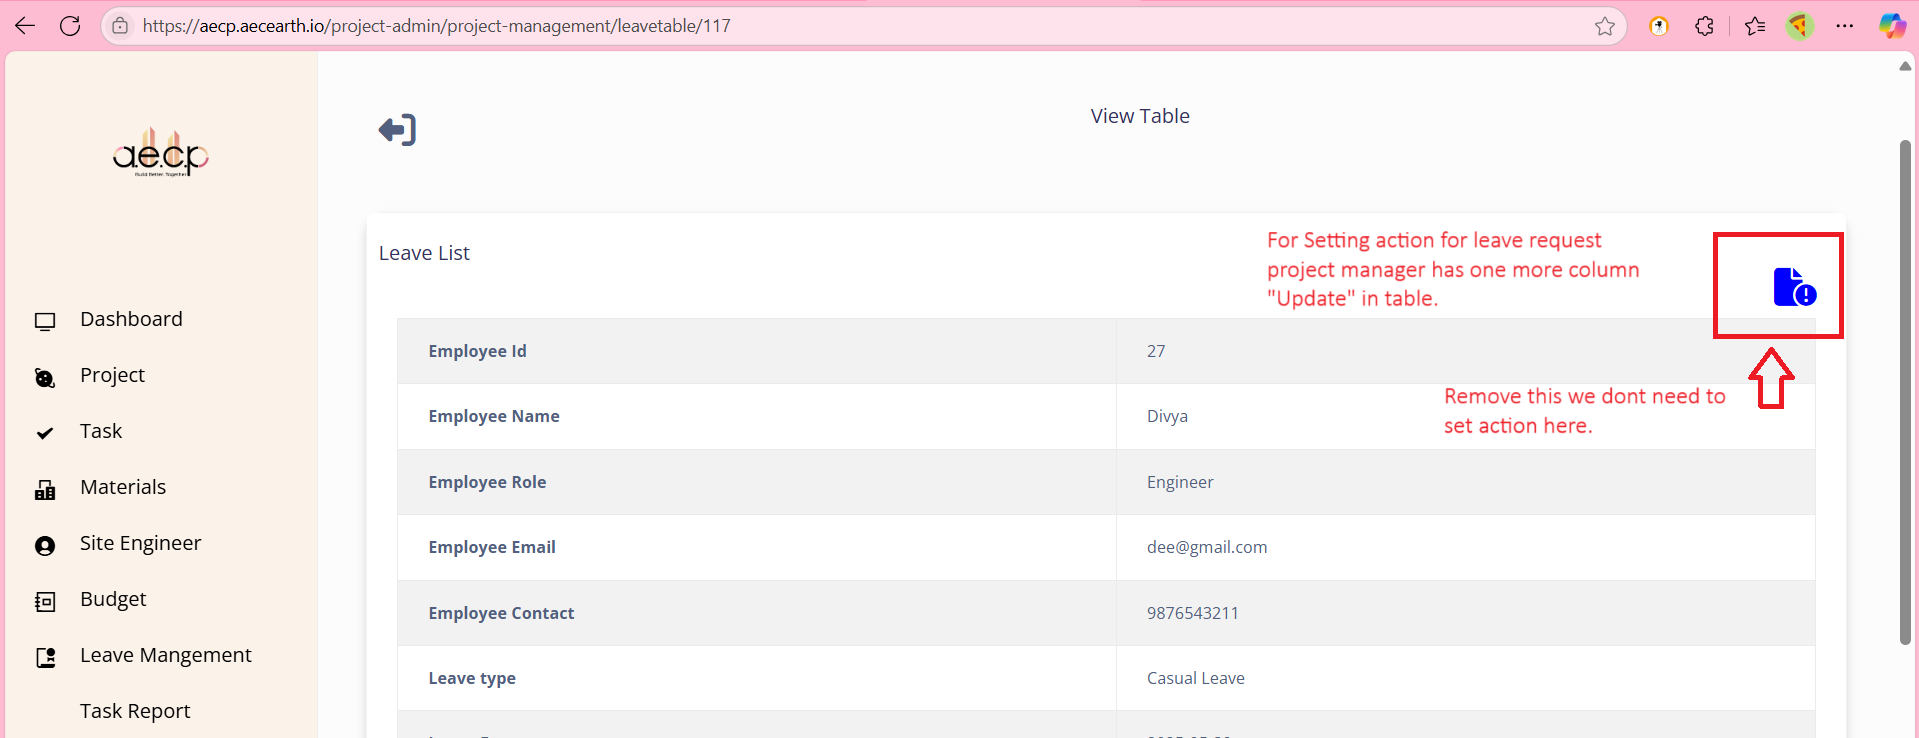 https://aecp.aecearth.io/project-admin/project-management/leavetable/117
a.e.c.p
Build Better. Together
View Table
Leave List
For Setting action for leave request
project manager has one more column
"Update" in table.
Dashboard
Project
Task
Materials
Site Engineer
Budget
Leave Mangement
Task Report
Employee Id 27
Remove this we dont need to
set action here.
Employee Name Divya
Employee Role Engineer
Employee Email dee@gmail.com
Employee Contact 9876543211
Leave type Casual Leave